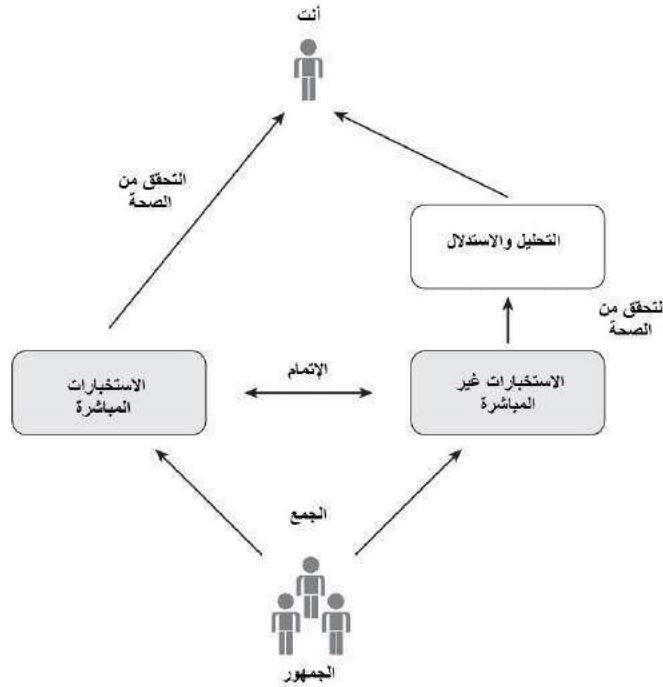 أنت
التحقق من
الصحة
التحليل والاستدلال
لتحقق من
الصحة
الاستخبارات
المباشرة
الإتمام
الاستخبارات غير
المباشرة
الجمع
الجمهور